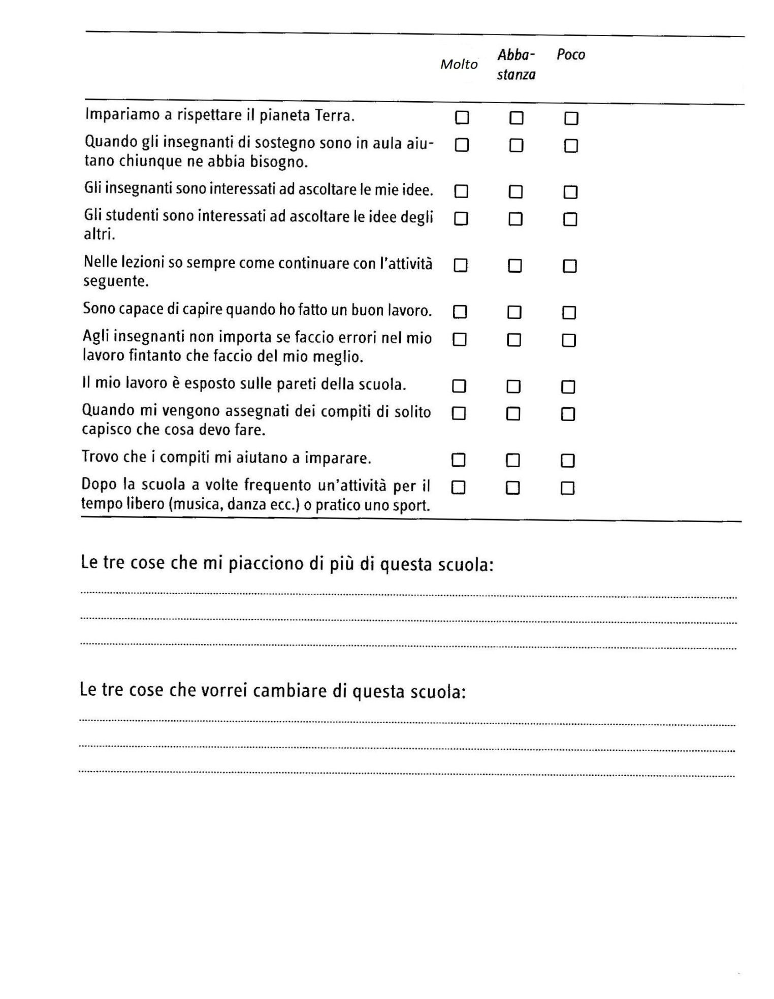 Molto Abba- Poco
stanza
Impariamo a rispettare il pianeta Terra. ☐ ☐ ☐
Quando gli insegnanti di sostegno sono in aula aiu- ☐ ☐ ☐
tano chiunque ne abbia bisogno.
Gli insegnanti sono interessati ad ascoltare le mie idee. ☐ ☐ ☐
Gli studenti sono interessati ad ascoltare le idee degli ☐ ☐ ☐
altri.
Nelle lezioni so sempre come continuare con l'attività ☐ ☐ ☐
seguente.
Sono capace di capire quando ho fatto un buon lavoro. ☐ ☐ ☐
Agli insegnanti non importa se faccio errori nel mio ☐ ☐ ☐
lavoro fintanto che faccio del mio meglio.
Il mio lavoro è esposto sulle pareti della scuola. ☐ ☐ ☐
Quando mi vengono assegnati dei compiti di solito ☐ ☐ ☐
capisco che cosa devo fare.
Trovo che i compiti mi aiutano a imparare. ☐ ☐ ☐
Dopo la scuola a volte frequento un'attività per il ☐ ☐ ☐
tempo libero (musica, danza ecc.) o pratico uno sport.
Le tre cose che mi piacciono di più di questa scuola:
Le tre cose che vorrei cambiare di questa scuola: